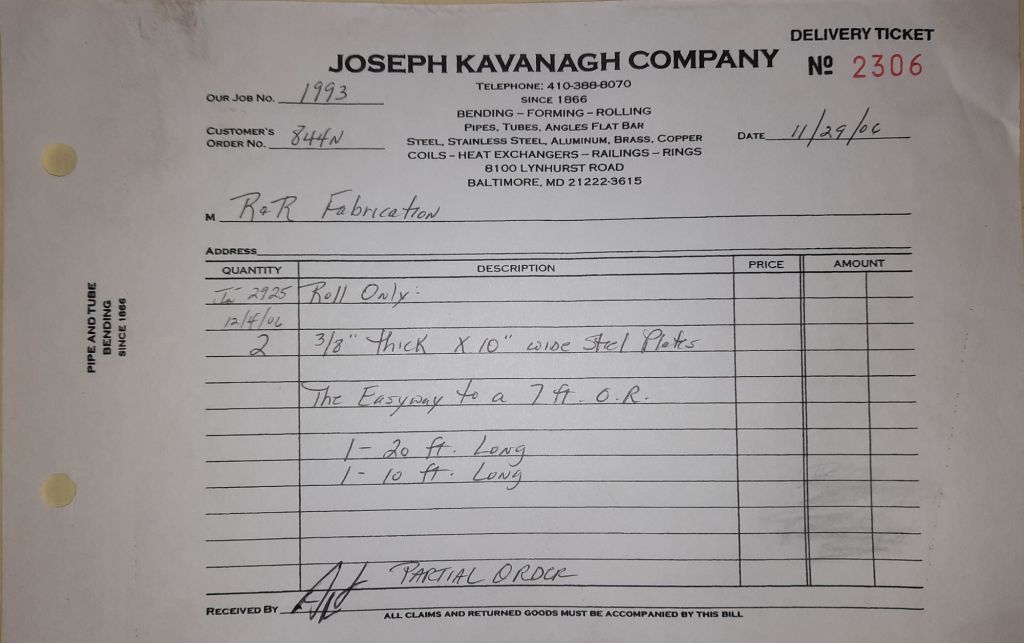 DELIVERY TICKET
JOSEPH KAVANAGH COMPANY
Nº 2306
TELEPHONE: 410-388-8070
SINCE 1866
BENDING – FORMING – ROLLING
PIPES, TUBES, ANGLES FLAT BAR
STEEL, STAINLESS STEEL, ALUMINUM, BRASS, COPPER
COILS – HEAT EXCHANGERS – RAILINGS – RINGS
8100 LYNHURST ROAD
BALTIMORE, MD 21222-3615
OUR JOB NO. 1993
CUSTOMER'S
ORDER NO. 844N
DATE 11/29/06
M R&R Fabrication
ADDRESS
QUANTITY DESCRIPTION PRICE AMOUNT
2925 Roll Only:
12/4/06
2 3/8" thick X 10" wide Steel Plates
The Easyway to a 7 ft. O.R.
1 - 20 ft. Long
1 - 10 ft. Long
PARTIAL ORDER
RECEIVED BY
ALL CLAIMS AND RETURNED GOODS MUST BE ACCOMPANIED BY THIS BILL
PIPE AND TUBE
BENDING
SINCE 1866